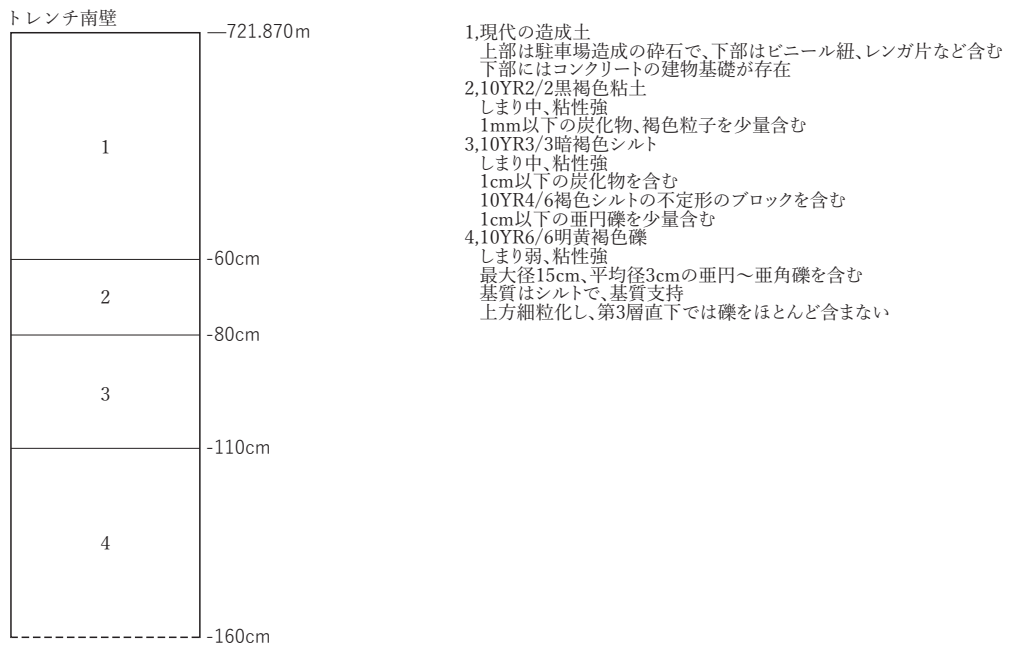 トレンチ南壁
721.870m
1
-60cm
2
-80cm
3
-110cm
4
-160cm
1,現代の造成土
上部は駐車場造成の砕石で、下部はビニール紐、レンガ片など含む
下部にはコンクリートの建物基礎が存在
2,10YR2/2黒褐色粘土
しまり中、粘性強
1mm以下の炭化物、褐色粒子を少量含む
3,10YR3/3暗褐色シルト
しまり中、粘性強
1cm以下の炭化物を含む
10YR4/6褐色シルトの不定形のブロックを含む
1cm以下の亜円礫を少量含む
4,10YR6/6明黄褐色礫
しまり弱、粘性強
最大径15cm、平均径3cmの亜円～亜角礫を含む
基質はシルトで、基質支持
上方細粒化し、第3層直下では礫をほとんど含まない